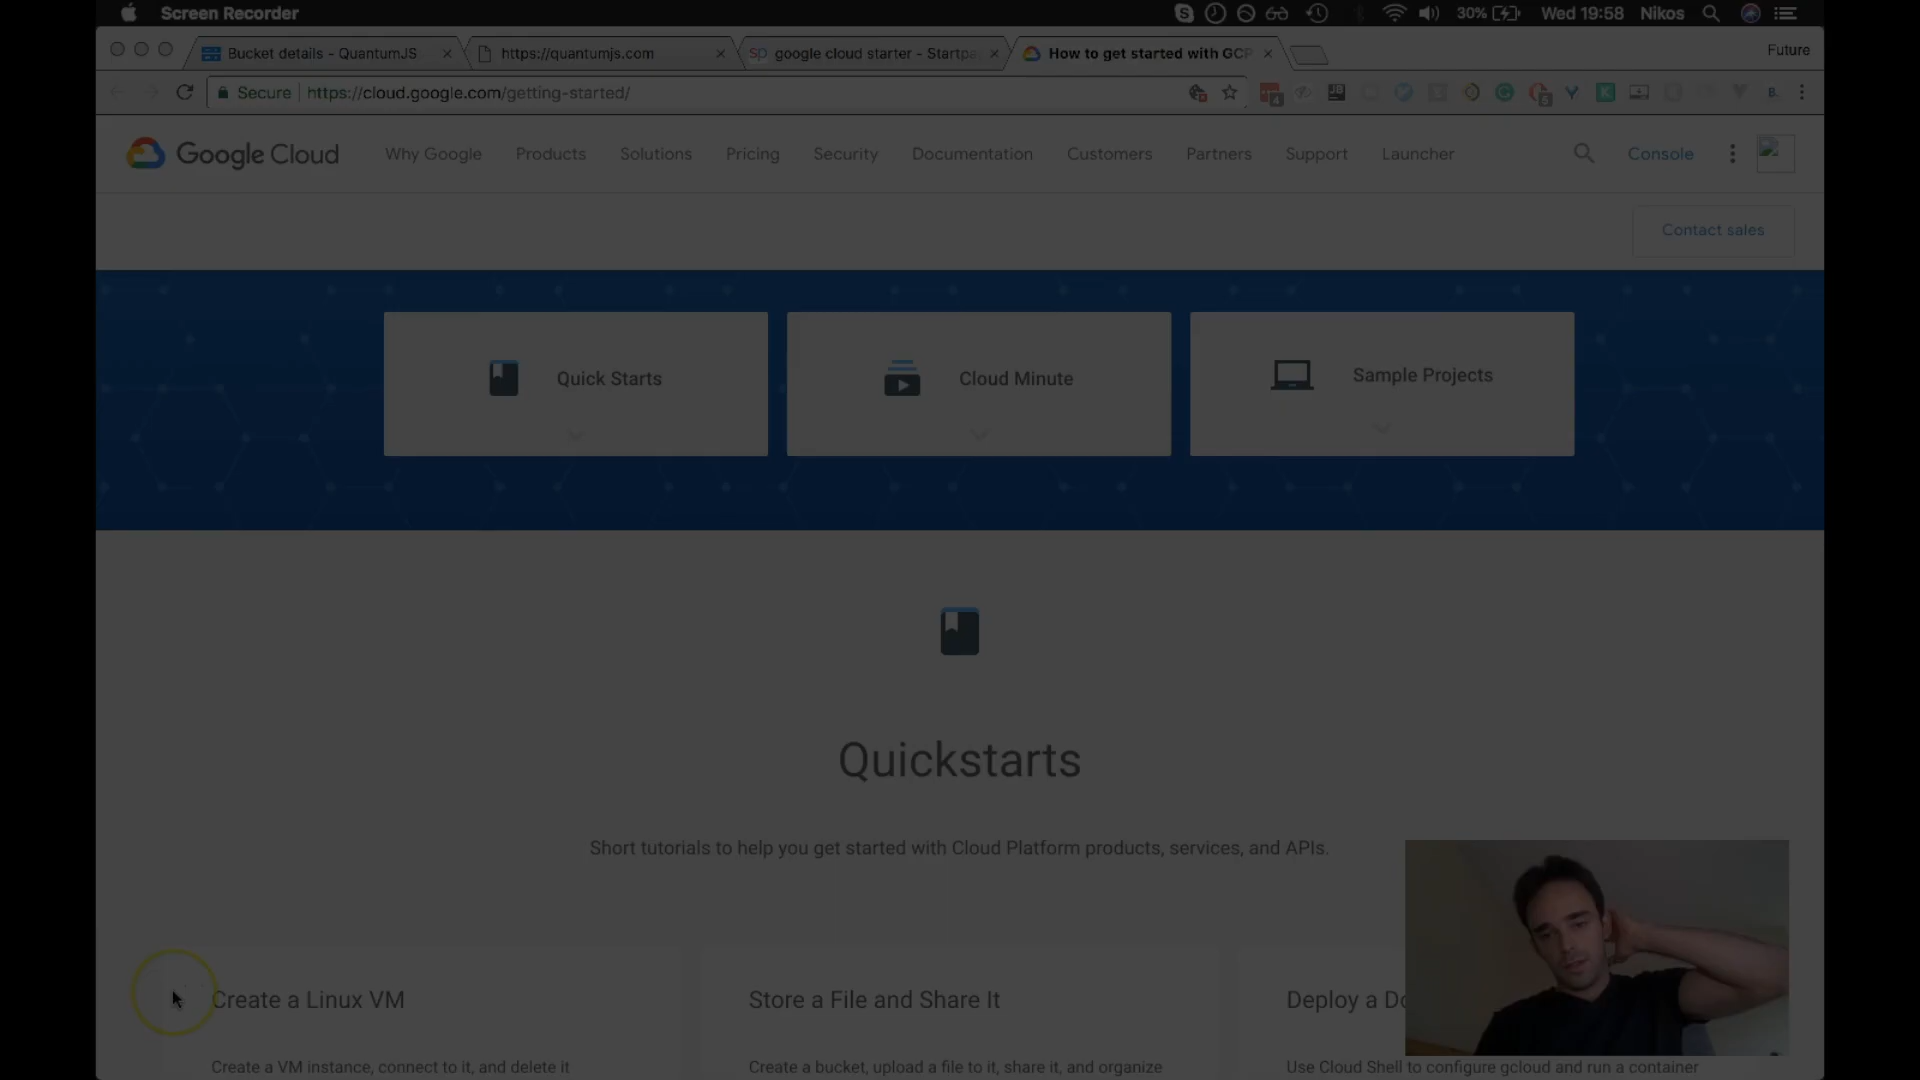 Screen Recorder
30%
Wed 19:58
Nikos
Bucket details - QuantumJS
https://quantumjs.com
google cloud starter - Startpa
How to get started with GCP
Future
Secure
https://cloud.google.com/getting-started/
Google Cloud
Why Google
Products
Solutions
Pricing
Security
Documentation
Customers
Partners
Support
Launcher
Console
Contact sales
Quick Starts
Cloud Minute
Sample Projects
Quickstarts
Short tutorials to help you get started with Cloud Platform products, services, and APIs.
Create a Linux VM
Store a File and Share It
Deploy a Do
Create a VM instance, connect to it, and delete it
Create a bucket, upload a file to it, share it, and organize
Use Cloud Shell to configure gcloud and run a container